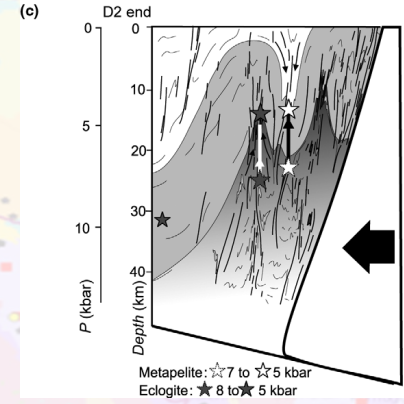 (c)
D2 end
0
0
10
5
20
30
10
40
P (kbar)
Depth (km)
Metapelite: ☆7 to ☆5 kbar
Eclogite: ★ 8 to★ 5 kbar